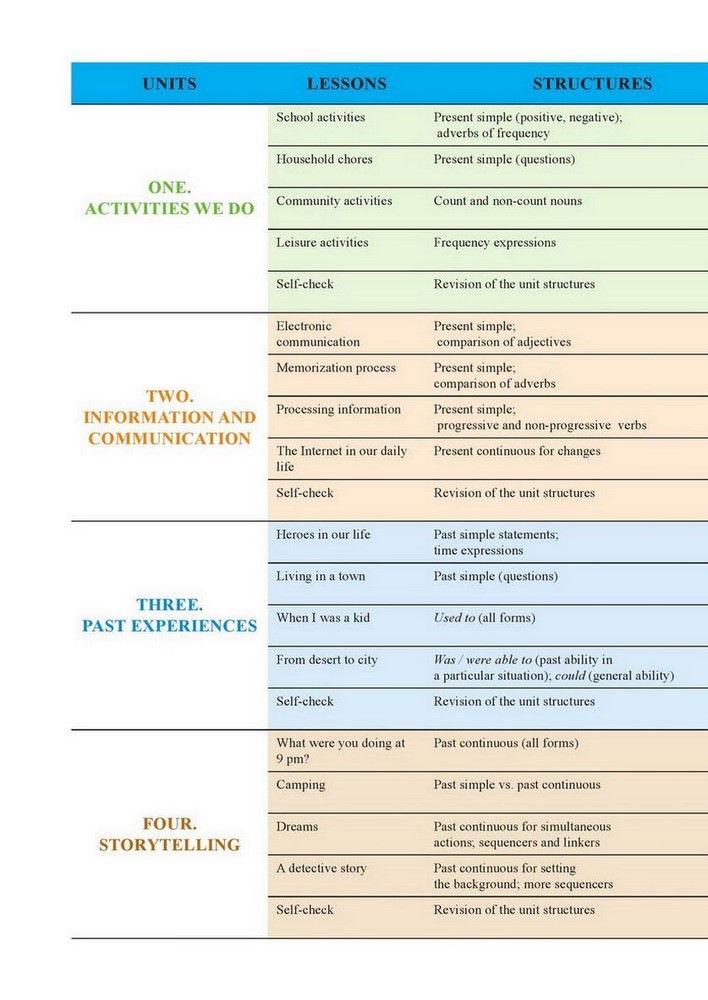 UNITS LESSONS STRUCTURES
ONE.
ACTIVITIES WE DO
School activities
Present simple (positive, negative);
adverbs of frequency
Household chores
Present simple (questions)
Community activities
Count and non-count nouns
Leisure activities
Frequency expressions
Self-check
Revision of the unit structures
TWO.
INFORMATION AND
COMMUNICATION
Electronic
communication
Present simple;
comparison of adjectives
Memorization process
Present simple;
comparison of adverbs
Processing information
Present simple;
progressive and non-progressive verbs
The Internet in our daily
life
Present continuous for changes
Self-check
Revision of the unit structures
THREE.
PAST EXPERIENCES
Heroes in our life
Past simple statements;
time expressions
Living in a town
Past simple (questions)
When I was a kid
Used to (all forms)
From desert to city
Was / were able to (past ability in
a particular situation); could (general ability)
Self-check
Revision of the unit structures
FOUR.
STORYTELLING
What were you doing at
9 pm?
Past continuous (all forms)
Camping
Past simple vs. past continuous
Dreams
Past continuous for simultaneous
actions; sequencers and linkers
A detective story
Past continuous for setting
the background; more sequencers
Self-check
Revision of the unit structures